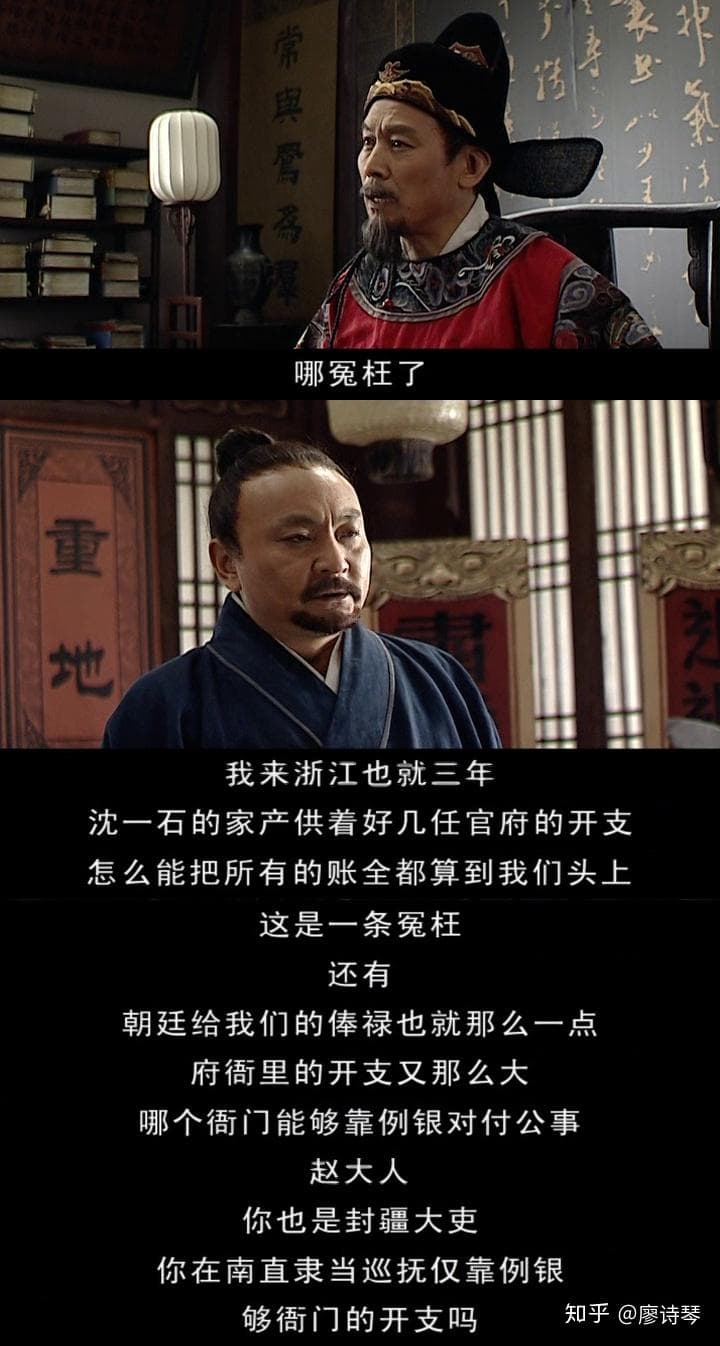 常與鷺為羣
哪冤枉了
重地
肅
我来浙江也就三年
沈一石的家产供着好几任官府的开支
怎么能把所有的账全都算到我们头上
这是一条冤枉
还有
朝廷给我们的俸禄也就那么一点
府衙里的开支又那么大
哪个衙门能够靠例银对付公事
赵大人
你也是封疆大吏
你在南直隶当巡抚仅靠例银
够衙门的开支吗
知乎 @廖诗琴